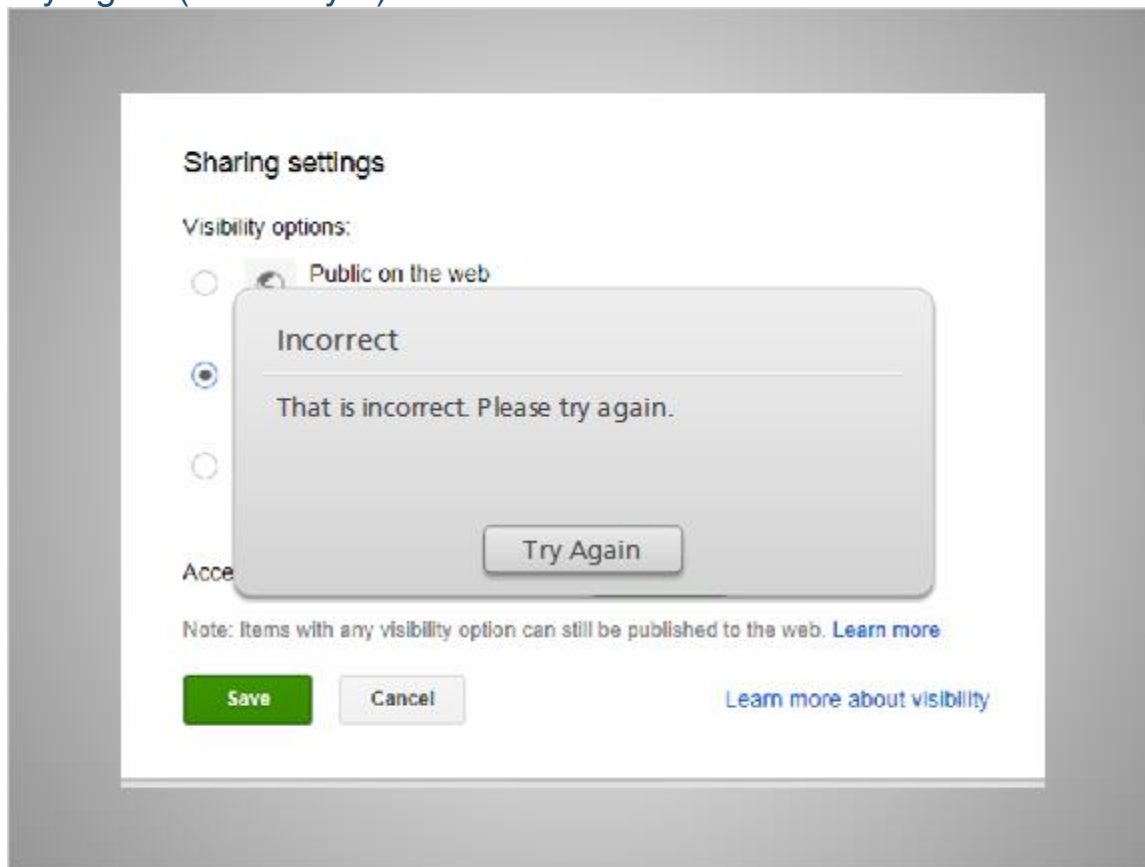 Sharing settings
Visibility options:
Public on the web
Incorrect
That is incorrect. Please try again.
Try Again
Acce
Note: Items with any visibility option can still be published to the web. Learn more
Save Cancel Learn more about visibility